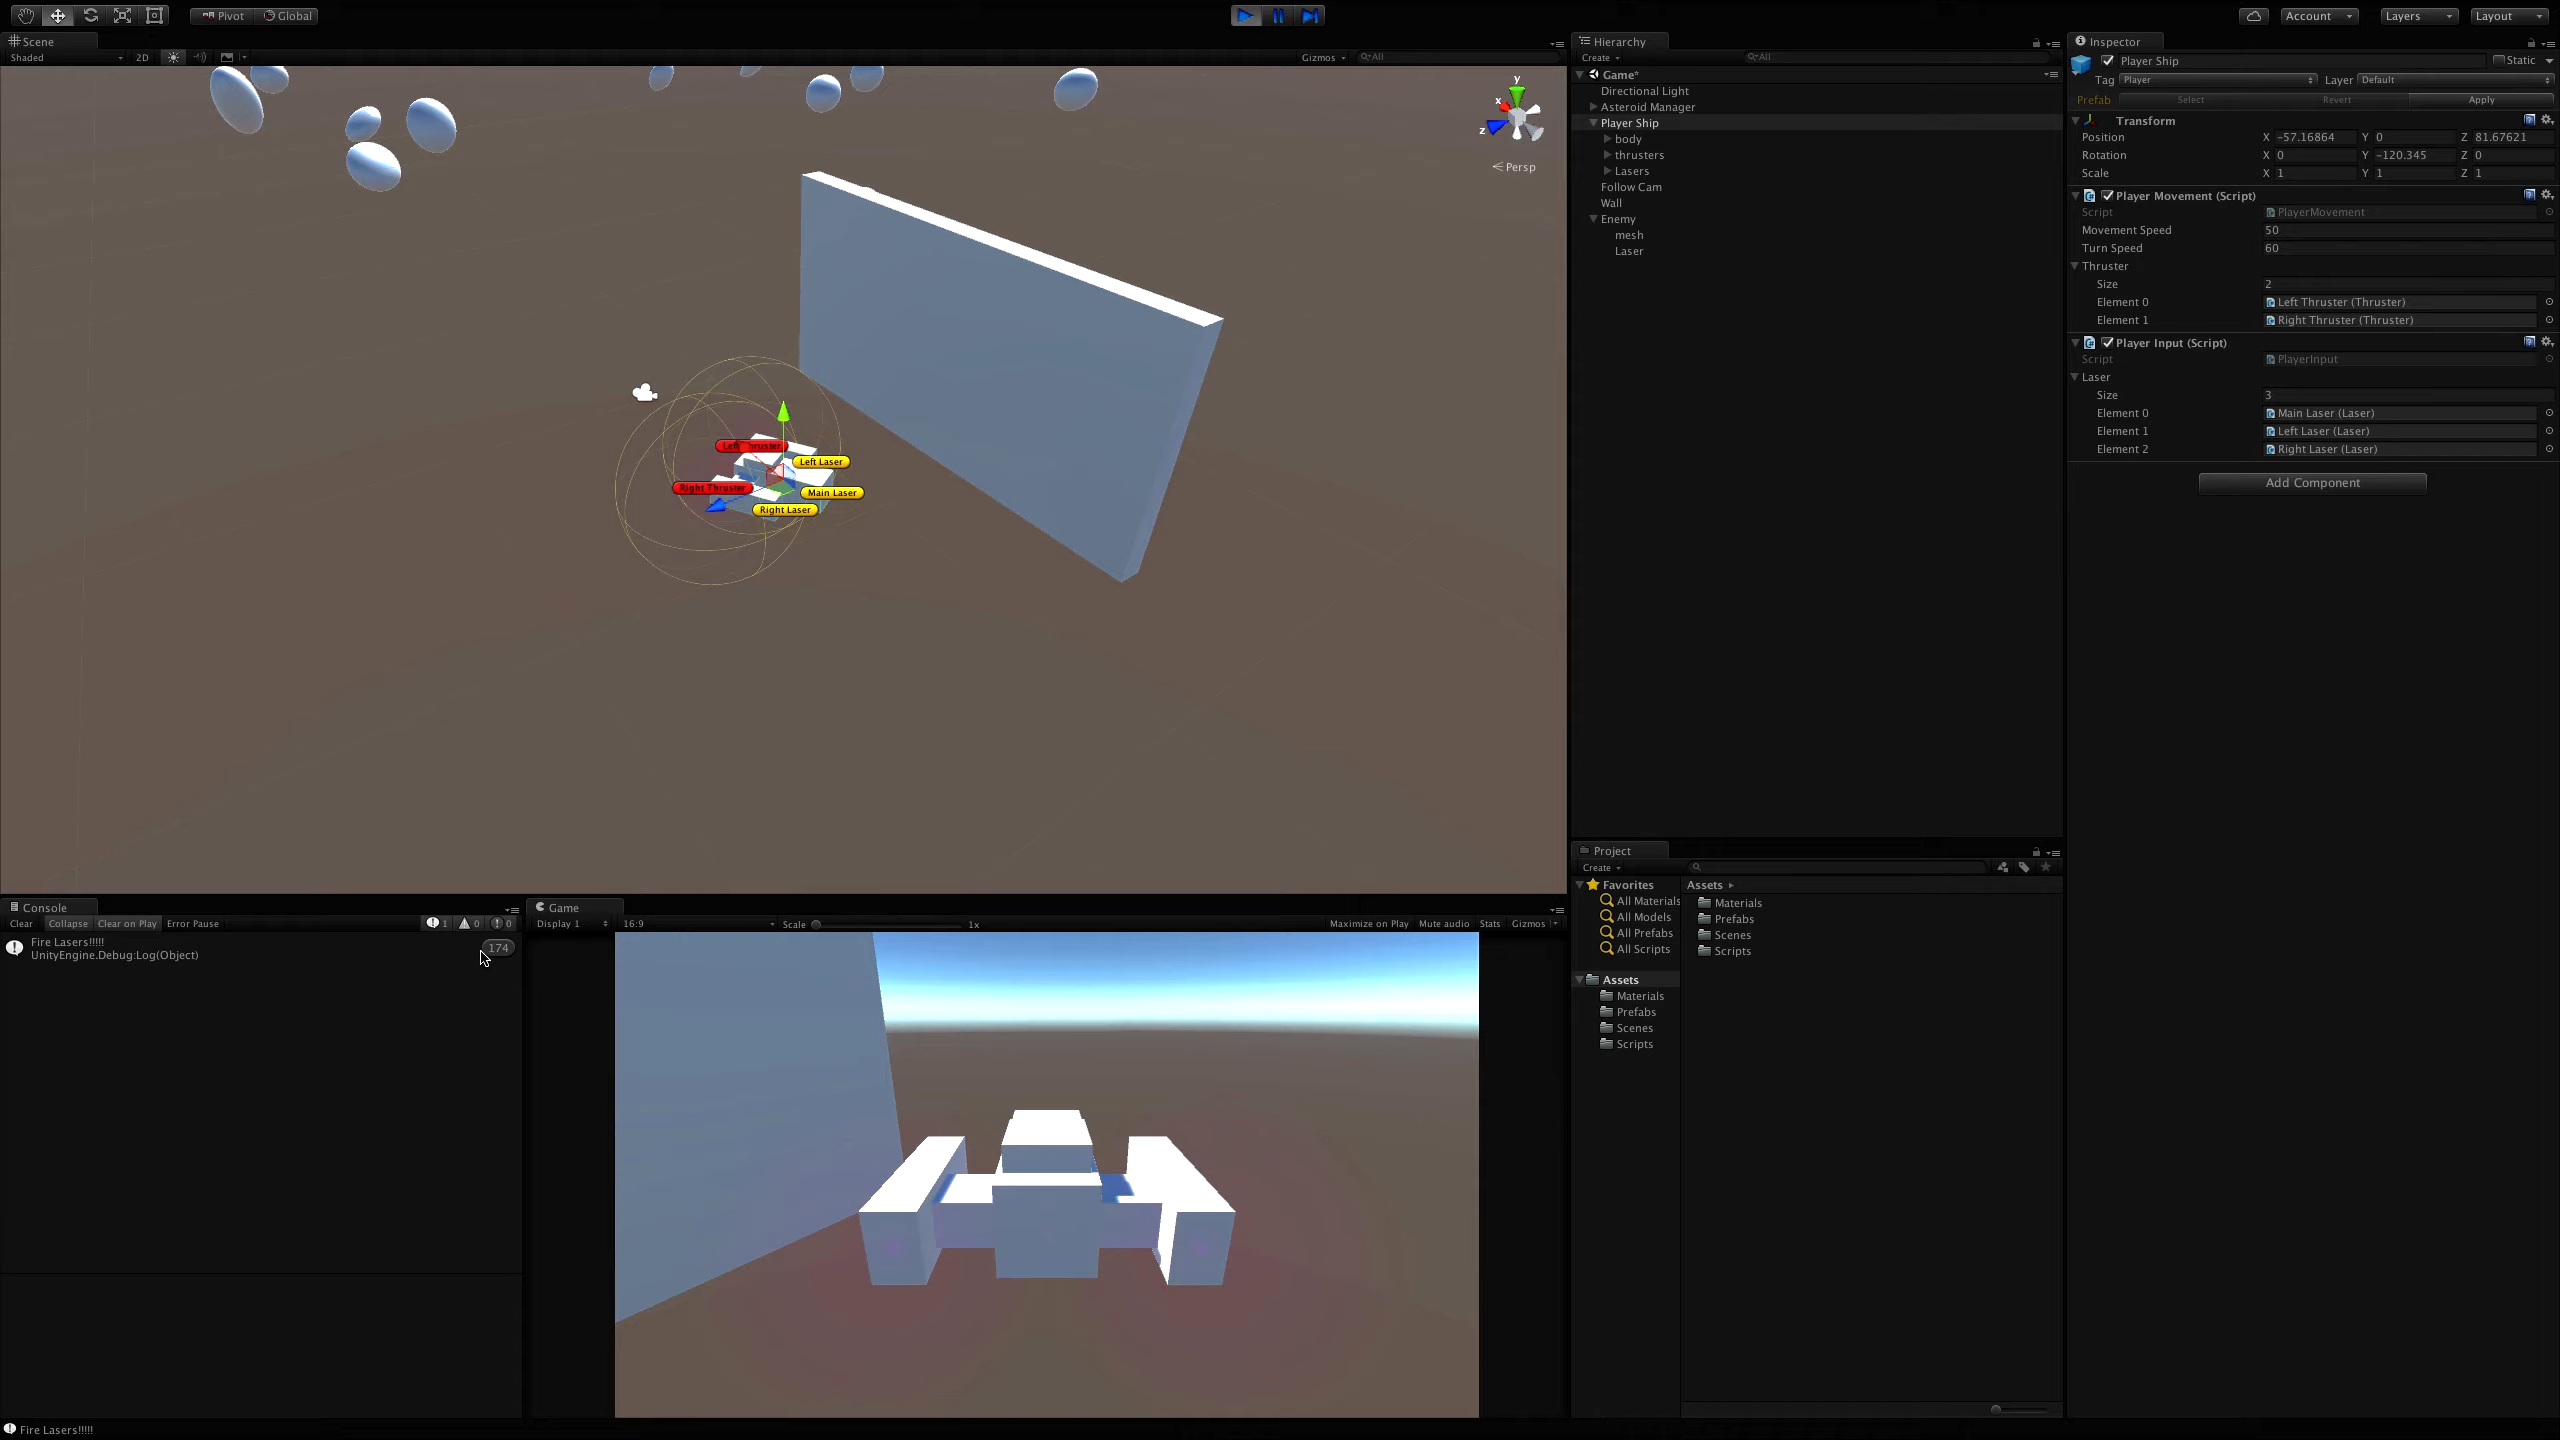 Pivot Global
Account Layers Layout
Scene
Shaded 2D Gizmos All
y
x
z
Persp
Left Thruster
Left Laser
Right Thruster
Main Laser
Right Laser
Hierarchy
Create All
Game*
Directional Light
Asteroid Manager
Player Ship
body
thrusters
Lasers
Follow Cam
Wall
Enemy
mesh
Laser
Inspector
Player Ship Static
Tag Player Layer Default
Prefab Select Revert Apply
Transform
Position X -57.16864 Y 0 Z 81.67621
Rotation X 0 Y -120.345 Z 0
Scale X 1 Y 1 Z 1
Player Movement (Script)
Script PlayerMovement
Movement Speed 50
Turn Speed 60
Thruster
Size 2
Element 0 Left Thruster (Thruster)
Element 1 Right Thruster (Thruster)
Player Input (Script)
Script PlayerInput
Laser
Size 3
Element 0 Main Laser (Laser)
Element 1 Left Laser (Laser)
Element 2 Right Laser (Laser)
Add Component
Console
Clear Collapse Clear on Play Error Pause 1 0 0
Fire Lasers!!!!!
UnityEngine.Debug:Log(Object)
174
Game
Display 1 16:9 Scale 1x Maximize on Play Mute audio Stats Gizmos
Project
Create
Favorites
All Materials
All Models
All Prefabs
All Scripts
Assets
Materials
Prefabs
Scenes
Scripts
Assets
Materials
Prefabs
Scenes
Scripts
Fire Lasers!!!!!